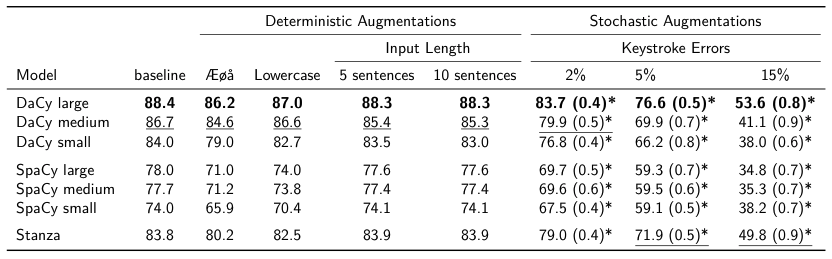 Deterministic Augmentations Stochastic Augmentations
Input Length Keystroke Errors
Model baseline Æøå Lowercase 5 sentences 10 sentences 2% 5% 15%
DaCy large 88.4 86.2 87.0 88.3 88.3 83.7 (0.4)* 76.6 (0.5)* 53.6 (0.8)*
DaCy medium 86.7 84.6 86.6 85.4 85.3 79.9 (0.5)* 69.9 (0.7)* 41.1 (0.9)*
DaCy small 84.0 79.0 82.7 83.5 83.0 76.8 (0.4)* 66.2 (0.8)* 38.0 (0.6)*
SpaCy large 78.0 71.0 74.0 77.6 77.6 69.7 (0.5)* 59.3 (0.7)* 34.8 (0.7)*
SpaCy medium 77.7 71.2 73.8 77.4 77.4 69.6 (0.6)* 59.5 (0.6)* 35.3 (0.7)*
SpaCy small 74.0 65.9 70.4 74.1 74.1 67.5 (0.4)* 59.1 (0.5)* 38.2 (0.7)*
Stanza 83.8 80.2 82.5 83.9 83.9 79.0 (0.4)* 71.9 (0.5)* 49.8 (0.9)*